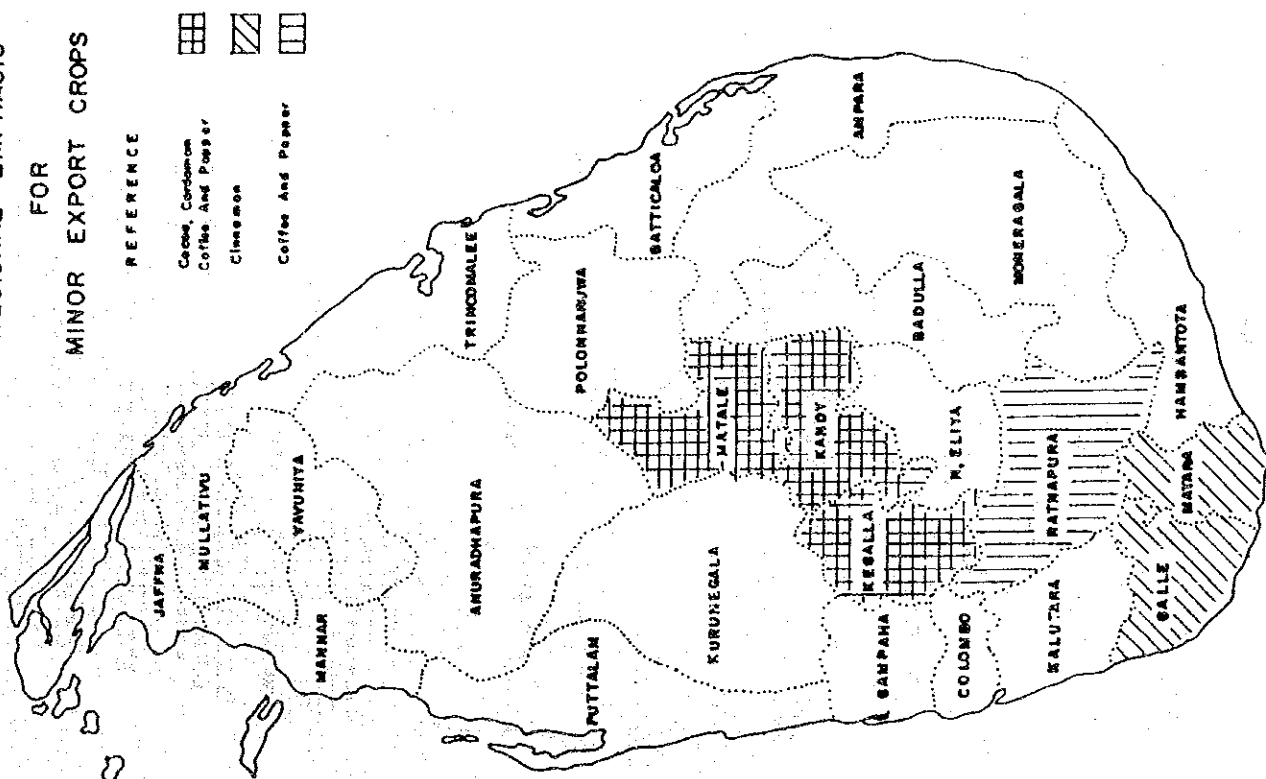 FOR
MINOR EXPORT CROPS
REFERENCE
Cocoa, Cardamom
Coffee And Pepper
Cinnamon
Coffee And Pepper
JAFFNA
MULLATIVU
VAVUNIYA
MANNAR
ANURADHAPURA
TRINCOMALEE
POLONNARUWA
PUTTALAM
KURUNEGALA
MATALE
BATTICALOA
AMPARA
KANDY
KEGALLA
GAMPAHA
COLOMBO
N. ELIYA
BADULLA
MONERAGALA
RATNAPURA
KALUTARA
GALLE
MATARA
HAMBANTOTA